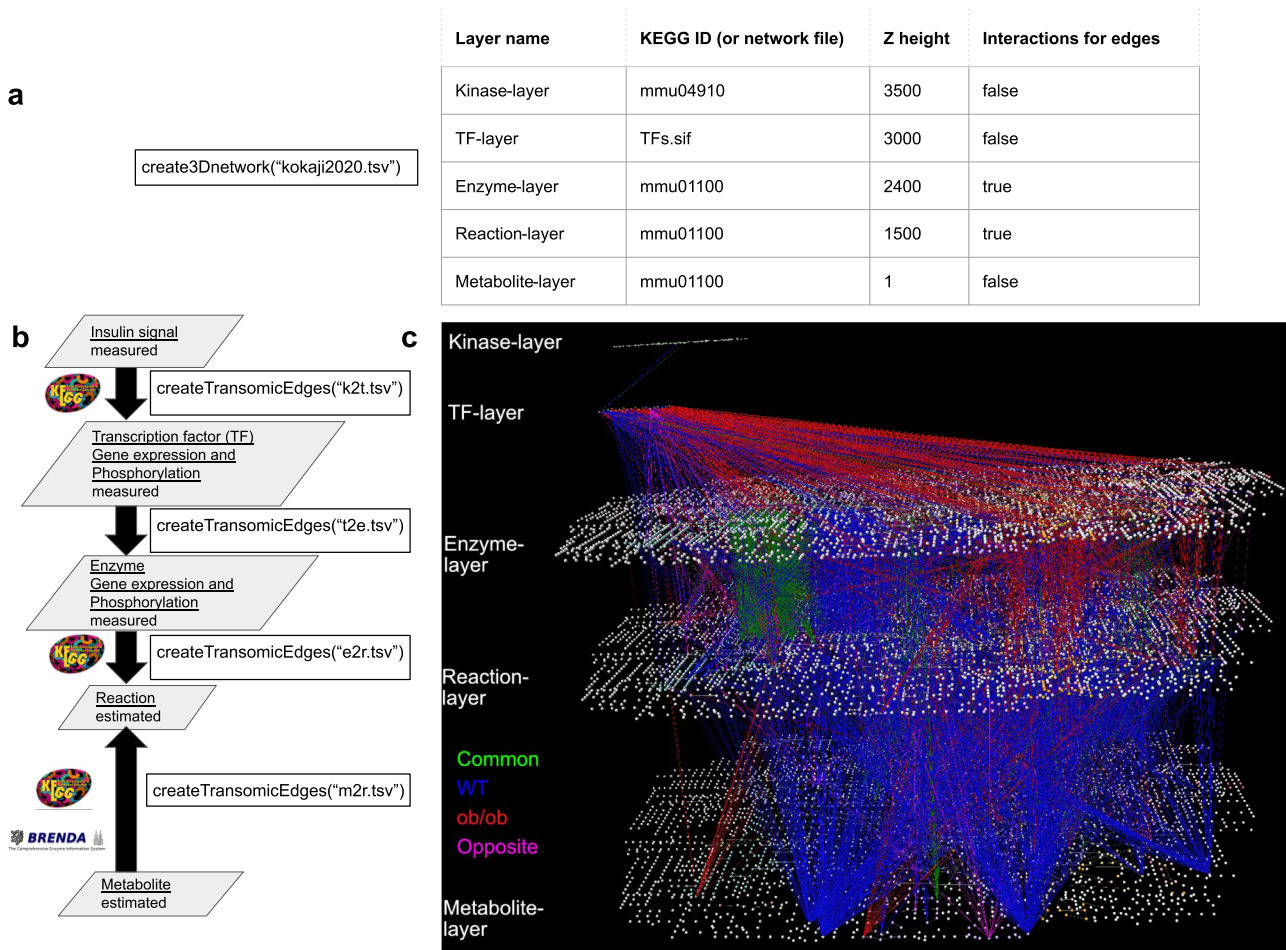 a
create3Dnetwork(“kokaji2020.tsv”)
Layer name KEGG ID (or network file) Z height Interactions for edges
Kinase-layer mmu04910 3500 false
TF-layer TFs.sif 3000 false
Enzyme-layer mmu01100 2400 true
Reaction-layer mmu01100 1500 true
Metabolite-layer mmu01100 1 false
b
Insulin signal
measured
KEGG
createTransomicEdges(“k2t.tsv”)
Transcription factor (TF)
Gene expression and
Phosphorylation
measured
createTransomicEdges(“t2e.tsv”)
Enzyme
Gene expression and
Phosphorylation
measured
KEGG
createTransomicEdges(“e2r.tsv”)
Reaction
estimated
KEGG
createTransomicEdges(“m2r.tsv”)
BRENDA
The Comprehensive Enzyme Information System
Metabolite
estimated
c
Kinase-layer
TF-layer
Enzyme-
layer
Reaction-
layer
Common
WT
ob/ob
Opposite
Metabolite-
layer